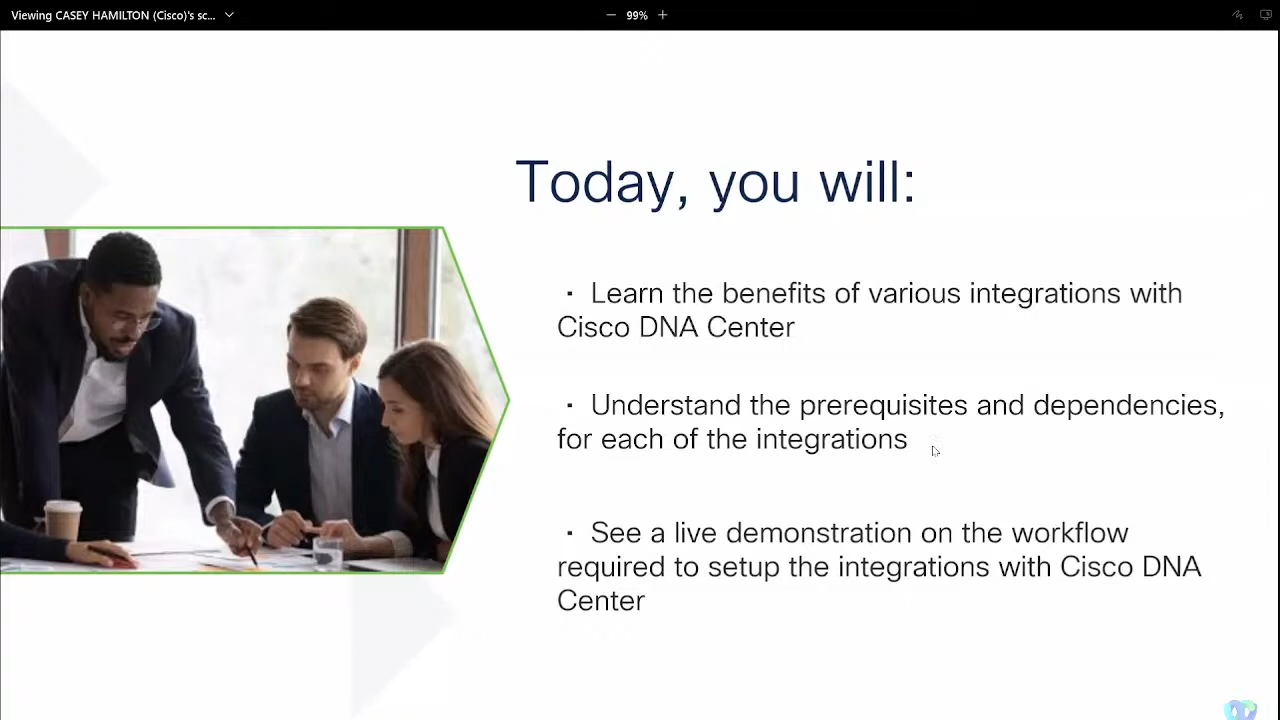 Viewing CASEY HAMILTON (Cisco)'s sc...
99%
Today, you will:
▪ Learn the benefits of various integrations with
Cisco DNA Center
▪ Understand the prerequisites and dependencies,
for each of the integrations
▪ See a live demonstration on the workflow
required to setup the integrations with Cisco DNA
Center